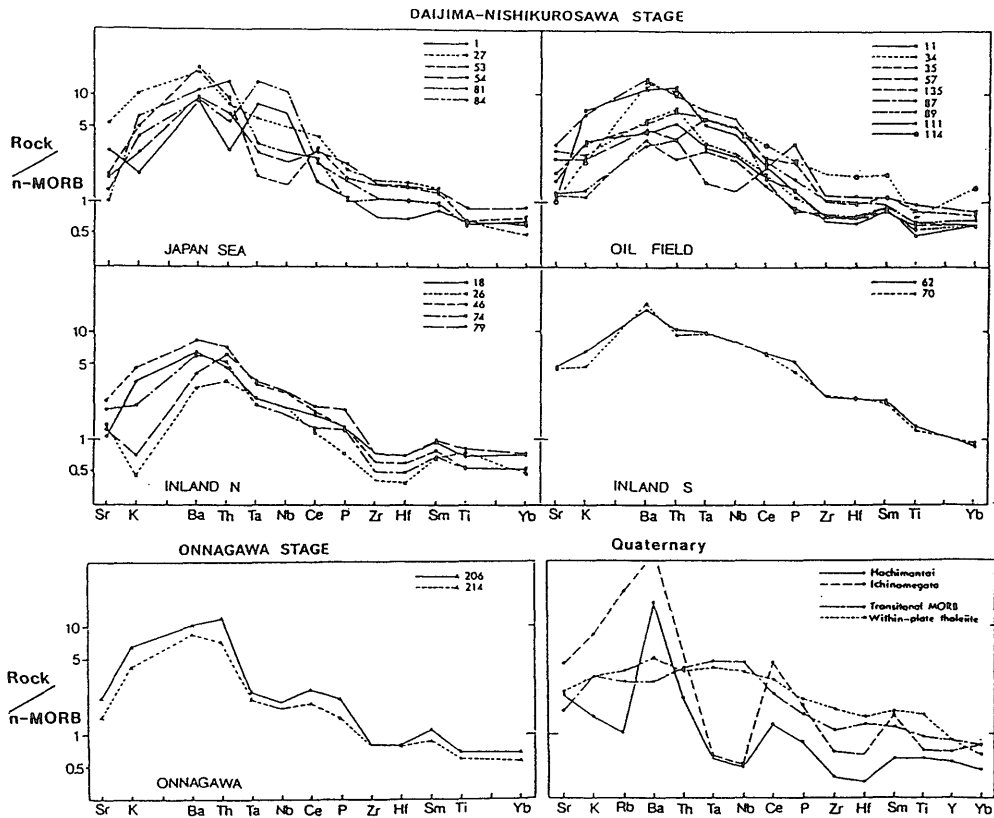 DAIJIMA-NISHIKUROSAWA STAGE
10
5
1
0.5
Rock
n-MORB
1
27
53
54
81
84
JAPAN SEA
11
34
35
57
135
87
89
111
114
OIL FIELD
10
5
1
0.5
18
26
46
74
79
INLAND N
62
70
INLAND S
Sr K Ba Th Ta Nb Ce P Zr Hf Sm Ti Yb
Sr K Ba Th Ta Nb Ce P Zr Hf Sm Ti Yb
ONNAGAWA STAGE
10
5
1
0.5
Rock
n-MORB
206
214
ONNAGAWA
Sr K Ba Th Ta Nb Ce P Zr Hf Sm Ti Yb
Quaternary
Hachimantai
Ichinomegata
Transitional MORB
Within-plate tholeiite
Sr K Rb Ba Th Ta Nb Ce P Zr Hf Sm Ti Y Yb